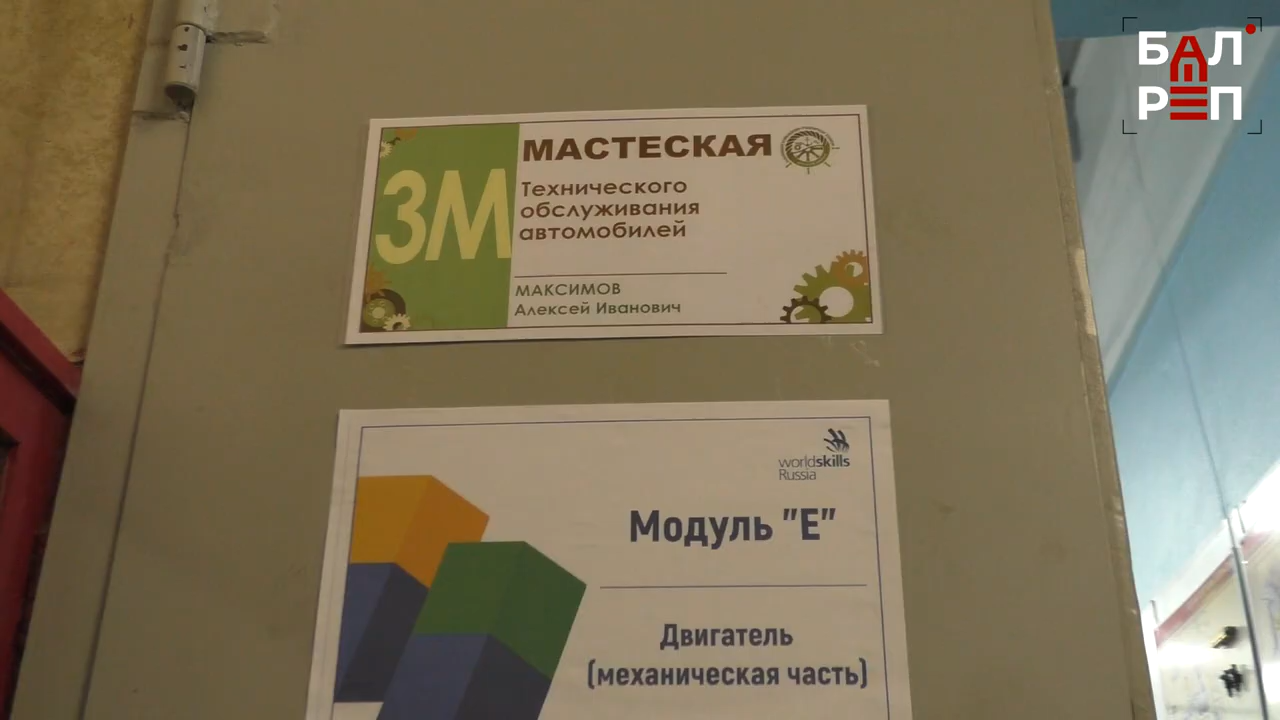 БАЛ
РЕП
3М
МАСТЕСКАЯ
Технического
обслуживания
автомобилей
МАКСИМОВ
Алексей Иванович
worldskills
Russia
Модуль "Е"
Двигатель
(механическая часть)